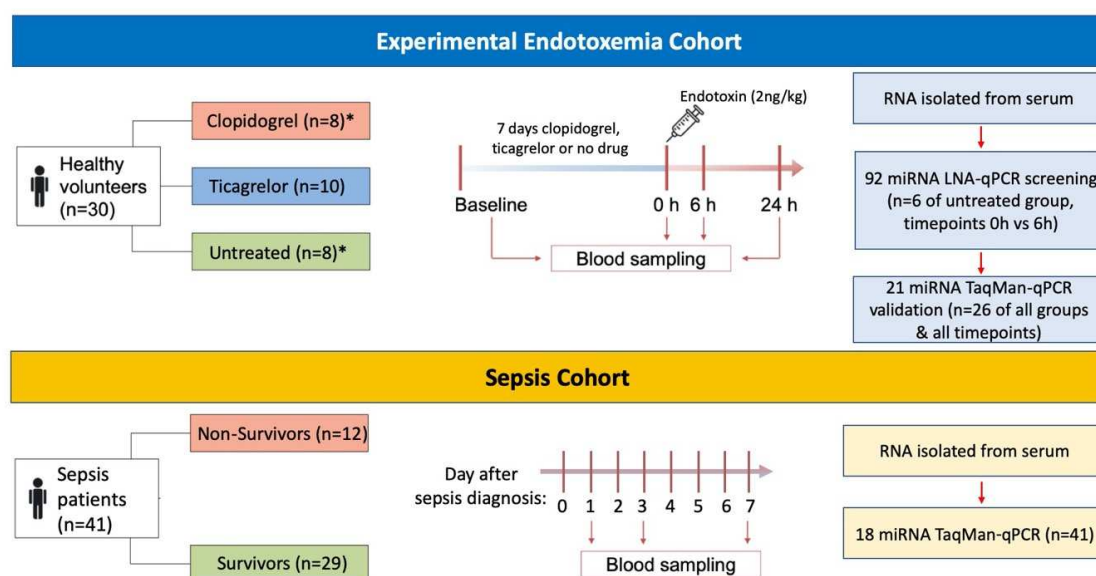 Experimental Endotoxemia Cohort
Healthy
volunteers
(n=30)
Clopidogrel (n=8)*
Ticagrelor (n=10)
Untreated (n=8)*
7 days clopidogrel,
ticagrelor or no drug
Endotoxin (2ng/kg)
Baseline
0 h
6 h
24 h
Blood sampling
RNA isolated from serum
92 miRNA LNA-qPCR screening
(n=6 of untreated group,
timepoints 0h vs 6h)
21 miRNA TaqMan-qPCR
validation (n=26 of all groups
& all timepoints)
Sepsis Cohort
Sepsis
patients
(n=41)
Non-Survivors (n=12)
Survivors (n=29)
Day after
sepsis diagnosis:
0 1 2 3 4 5 6 7
Blood sampling
RNA isolated from serum
18 miRNA TaqMan-qPCR (n=41)